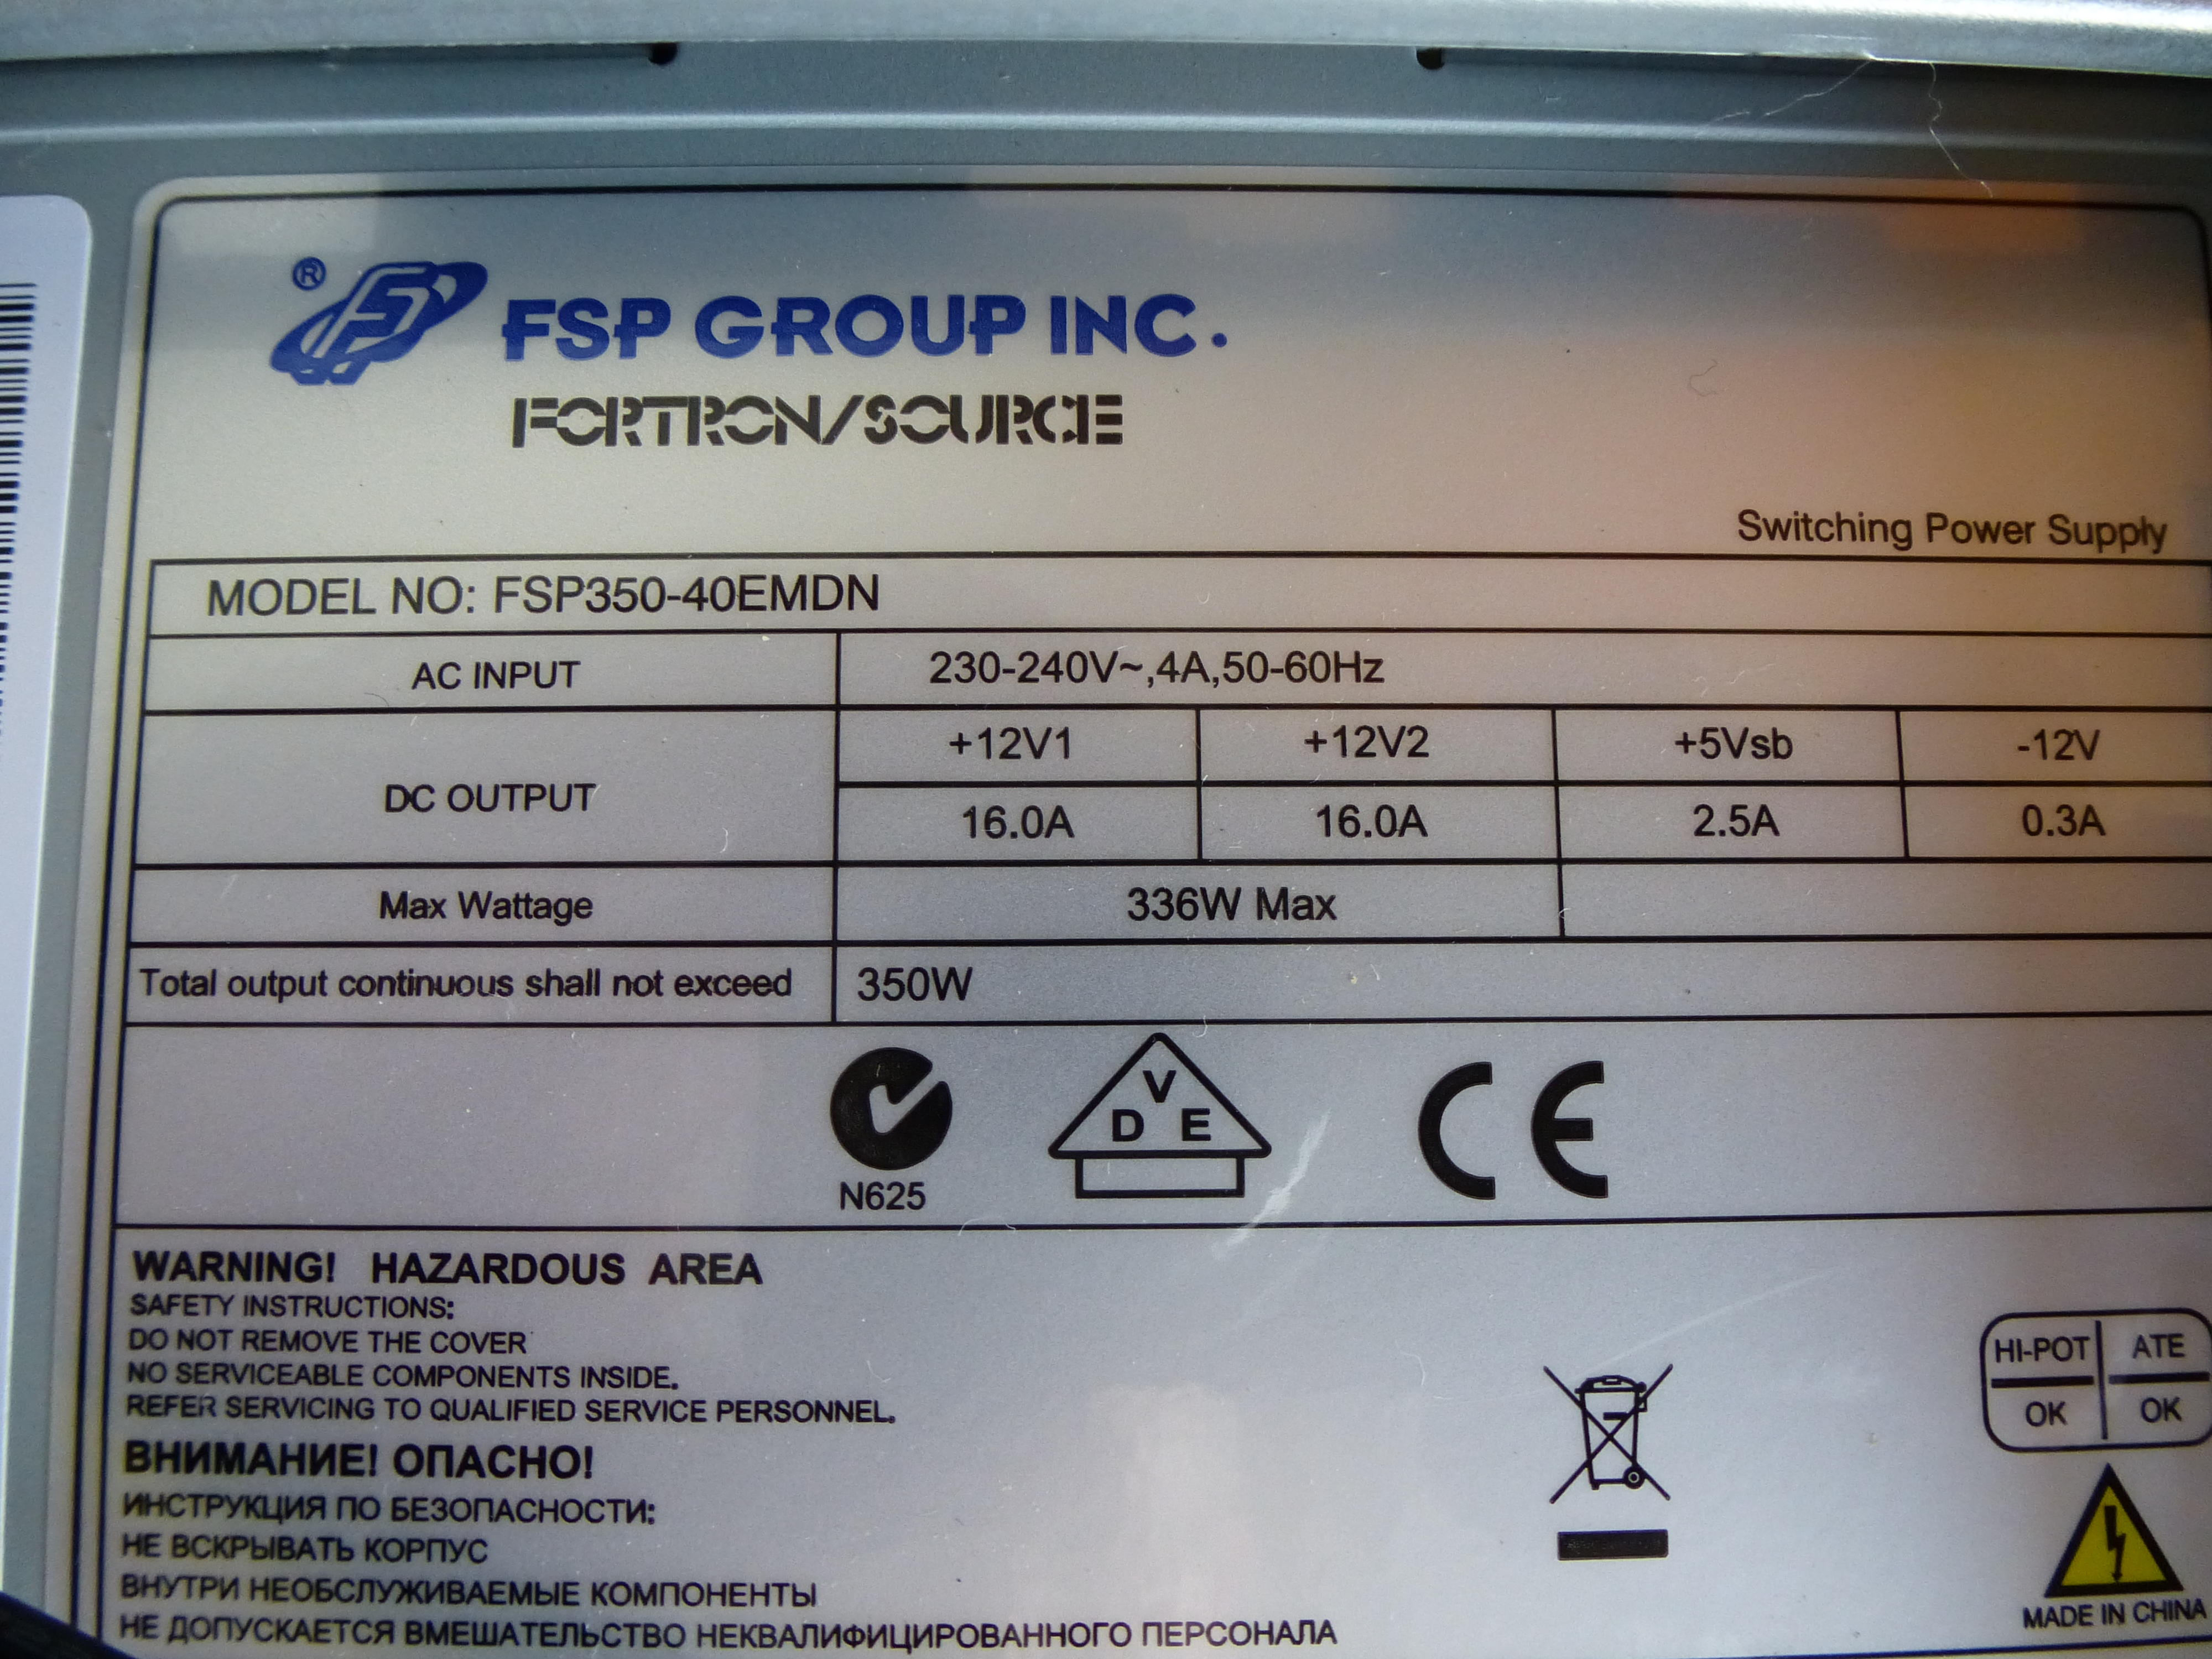 ® FSP GROUP INC.
FORTRON/SOURCE
Switching Power Supply
MODEL NO: FSP350-40EMDN
AC INPUT 230-240V~,4A,50-60Hz
DC OUTPUT
+12V1 +12V2 +5Vsb -12V
16.0A 16.0A 2.5A 0.3A
Max Wattage 336W Max
Total output continuous shall not exceed 350W
N625
V
D E
CE
WARNING! HAZARDOUS AREA
SAFETY INSTRUCTIONS:
DO NOT REMOVE THE COVER
NO SERVICEABLE COMPONENTS INSIDE.
REFER SERVICING TO QUALIFIED SERVICE PERSONNEL.
ВНИМАНИЕ! ОПАСНО!
ИНСТРУКЦИЯ ПО БЕЗОПАСНОСТИ:
НЕ ВСКРЫВАТЬ КОРПУС
ВНУТРИ НЕОБСЛУЖИВАЕМЫЕ КОМПОНЕНТЫ
НЕ ДОПУСКАЕТСЯ ВМЕШАТЕЛЬСТВО НЕКВАЛИФИЦИРОВАННОГО ПЕРСОНАЛА
HI-POT ATE
OK OK
MADE IN CHINA